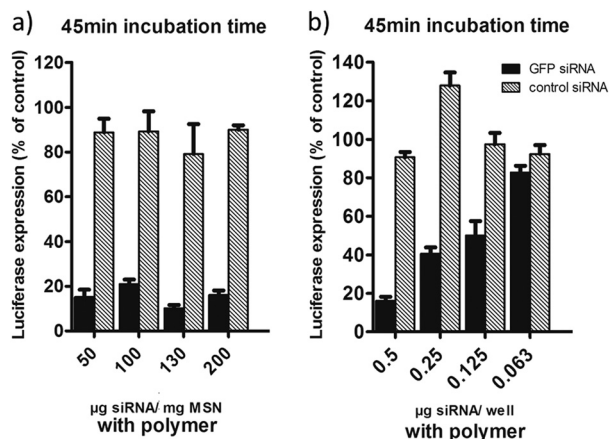 a)
45min incubation time
Luciferase expression (% of control)
120
100
80
60
40
20
0
50
100
130
200
µg siRNA/ mg MSN
with polymer
b)
45min incubation time
GFP siRNA
control siRNA
Luciferase expression (% of control)
140
120
100
80
60
40
20
0
0.5
0.25
0.125
0.063
µg siRNA/ well
with polymer